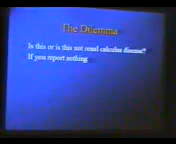 The Dilemma
Is this or is this not renal calculus disease?
If you report nothing